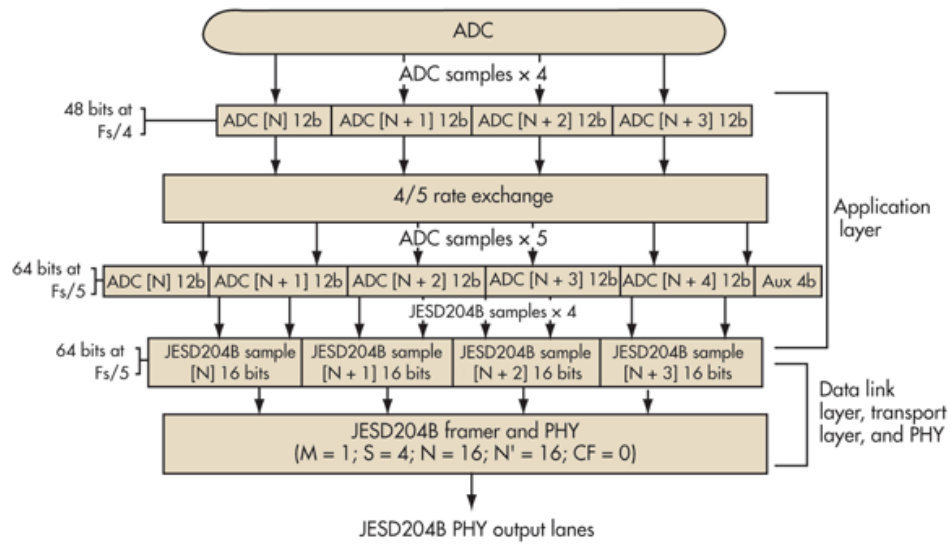 ADC
ADC samples × 4
48 bits at
Fs/4
ADC [N] 12b
ADC [N + 1] 12b
ADC [N + 2] 12b
ADC [N + 3] 12b
4/5 rate exchange
Application
layer
ADC samples × 5
64 bits at
Fs/5
ADC [N] 12b
ADC [N + 1] 12b
ADC [N + 2] 12b
ADC [N + 3] 12b
ADC [N + 4] 12b
Aux 4b
JESD204B samples × 4
64 bits at
Fs/5
JESD204B sample
[N] 16 bits
JESD204B sample
[N + 1] 16 bits
JESD204B sample
[N + 2] 16 bits
JESD204B sample
[N + 3] 16 bits
Data link
layer, transport
layer, and PHY
JESD204B framer and PHY
(M = 1; S = 4; N = 16; N' = 16; CF = 0)
JESD204B PHY output lanes